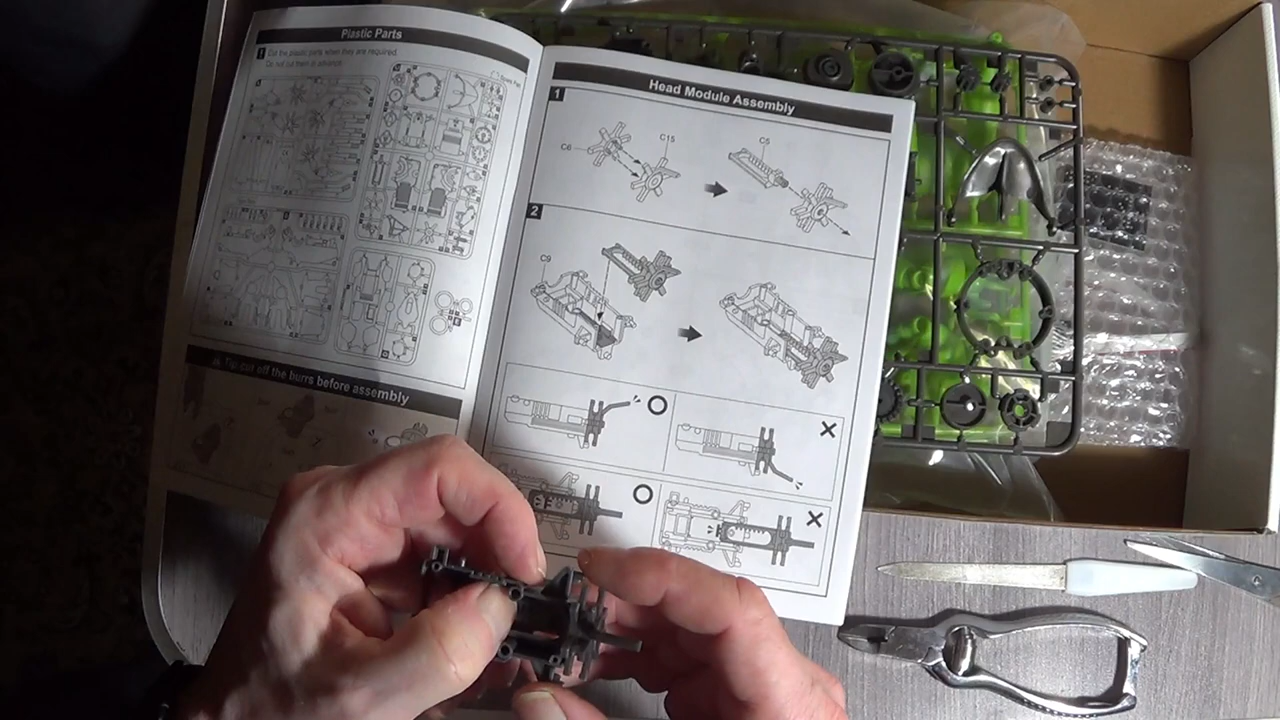 Plastic Parts
1 Cut the plastic parts when they are required.
Do not cut them in advance.
Tip: cut off the burrs before assembly
Head Module Assembly
1
C6
C15
C5
2
C9